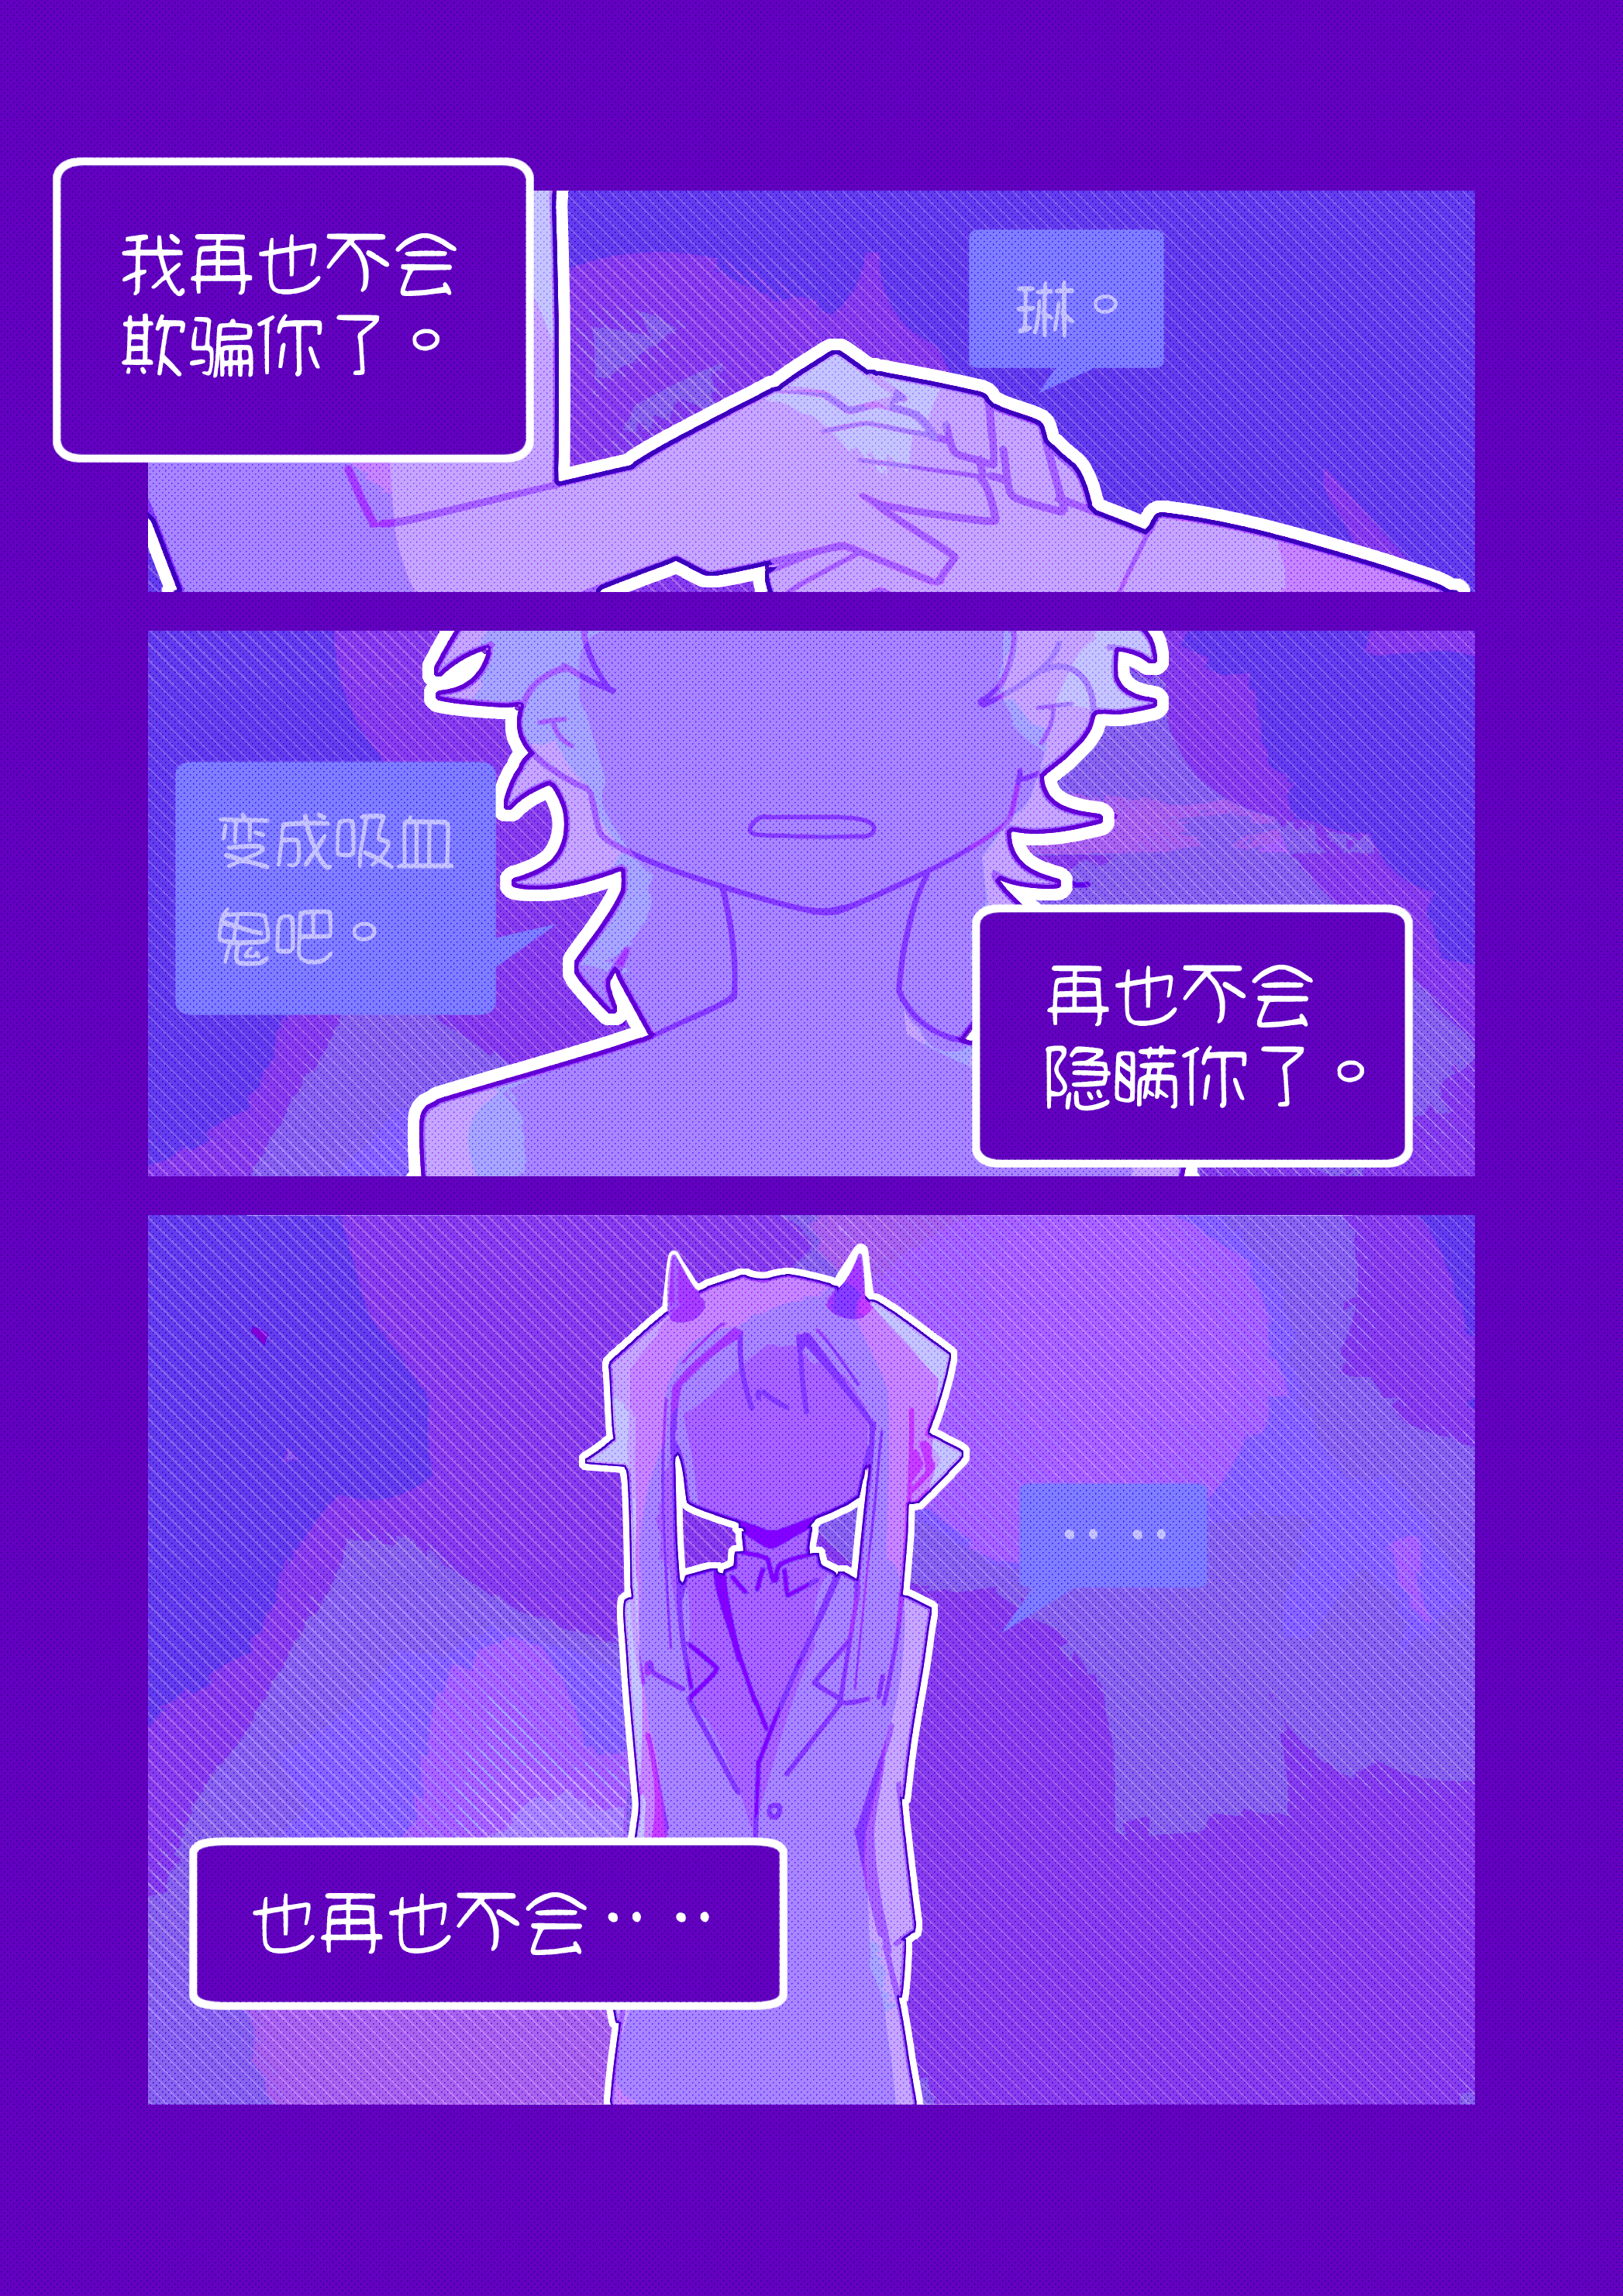 我再也不会
欺骗你了。
琳。
变成吸血
鬼吧。
再也不会
隐瞒你了。
‥‥
也再也不会‥‥